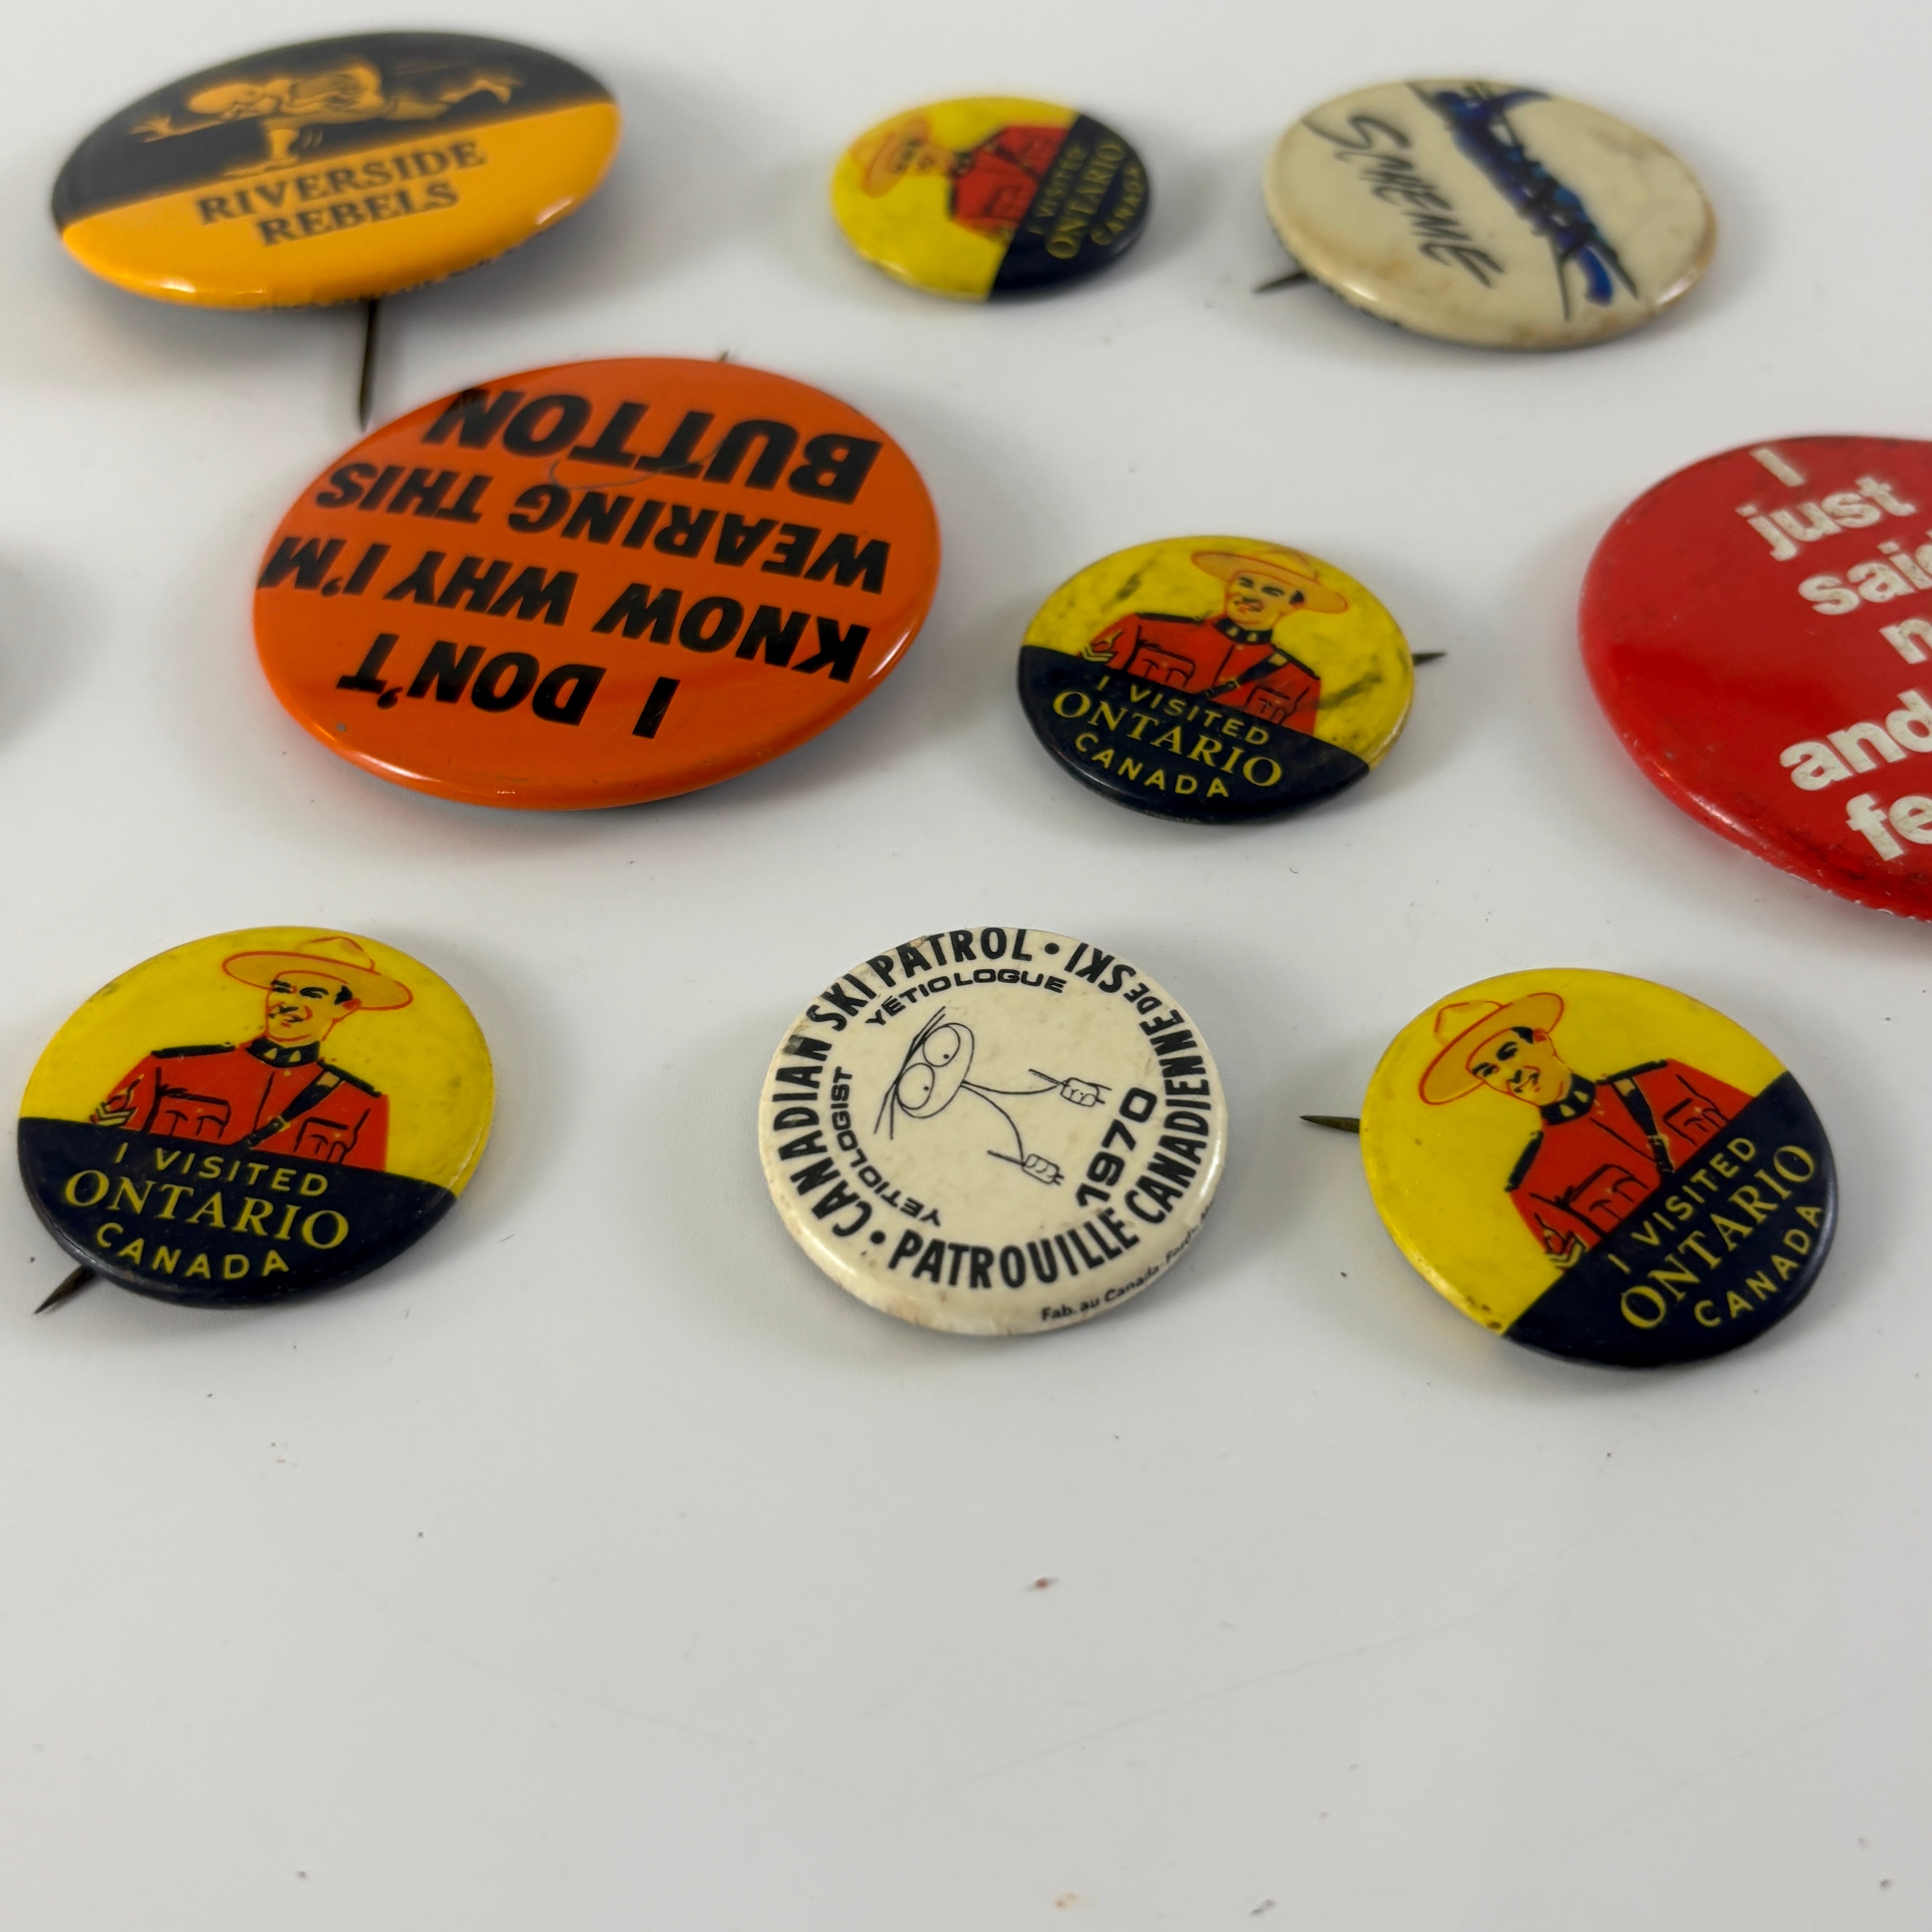 RIVERSIDE
REBELS
I VISITED
ONTARIO
CANADA
SCHEME
I DON'T
KNOW WHY I'M
WEARING THIS
BUTTON
I VISITED
ONTARIO
CANADA
I
just
and
I VISITED
ONTARIO
CANADA
CANADIAN SKI PATROL • PATROUILLE CANADIENNE DE SKI •
YÉTIOLOGUE
YETIOLOGIST
1970
Fab. au Canada
I VISITED
ONTARIO
CANADA